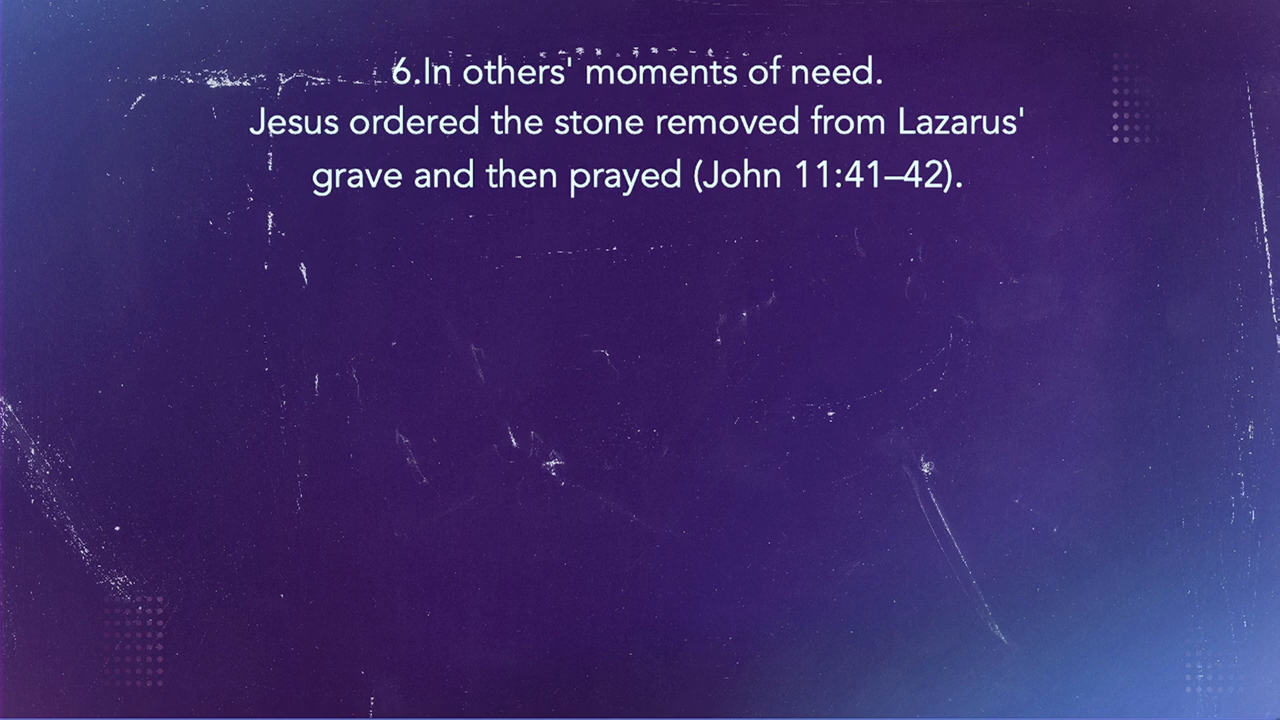 6.In others' moments of need.
Jesus ordered the stone removed from Lazarus'
grave and then prayed (John 11:41–42).